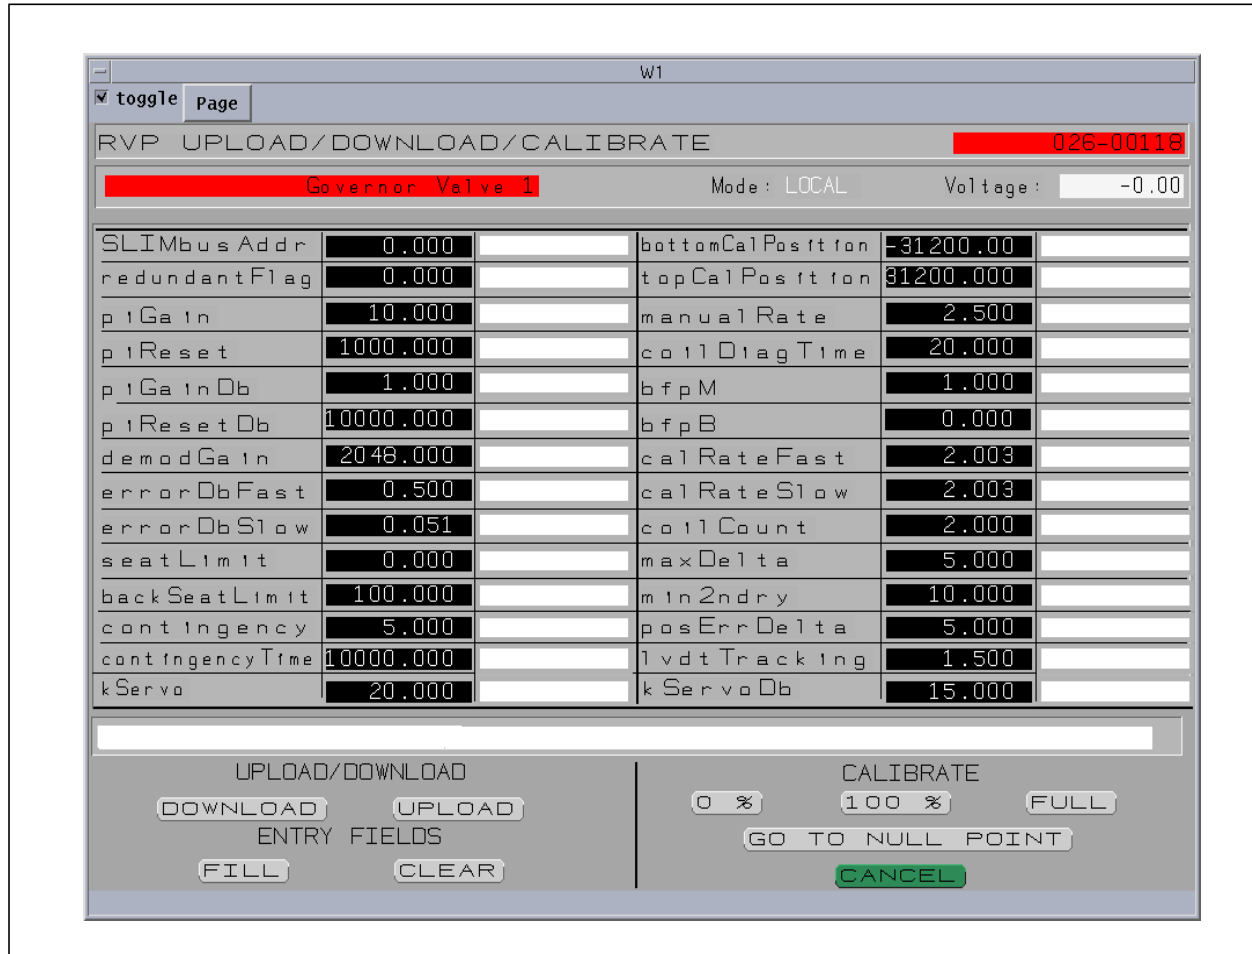 W1
toggle Page
RVP UPLOAD/DOWNLOAD/CALIBRATE 026-00118
Governor Valve 1 Mode: LOCAL Voltage: -0.00
SLIMbusAddr 0.000 bottomCalPosition -31200.00
redundantFlag 0.000 topCalPosition 31200.000
piGain 10.000 manualRate 2.500
piReset 1000.000 coilDiagTime 20.000
piGainDb 1.000 bfpM 1.000
piResetDb 10000.000 bfpB 0.000
demodGain 2048.000 calRateFast 2.003
errorDbFast 0.500 calRateSlow 2.003
errorDbSlow 0.051 coilCount 2.000
seatLimit 0.000 maxDelta 5.000
backSeatLimit 100.000 min2ndry 10.000
contingency 5.000 posErrDelta 5.000
contingencyTime 10000.000 lvdtTracking 1.500
kServo 20.000 kServoDb 15.000
UPLOAD/DOWNLOAD CALIBRATE
DOWNLOAD UPLOAD 0 % 100 % FULL
ENTRY FIELDS GO TO NULL POINT
FILL CLEAR CANCEL